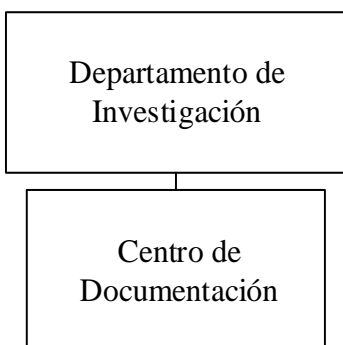 Departamento de
Investigación
Centro de
Documentación